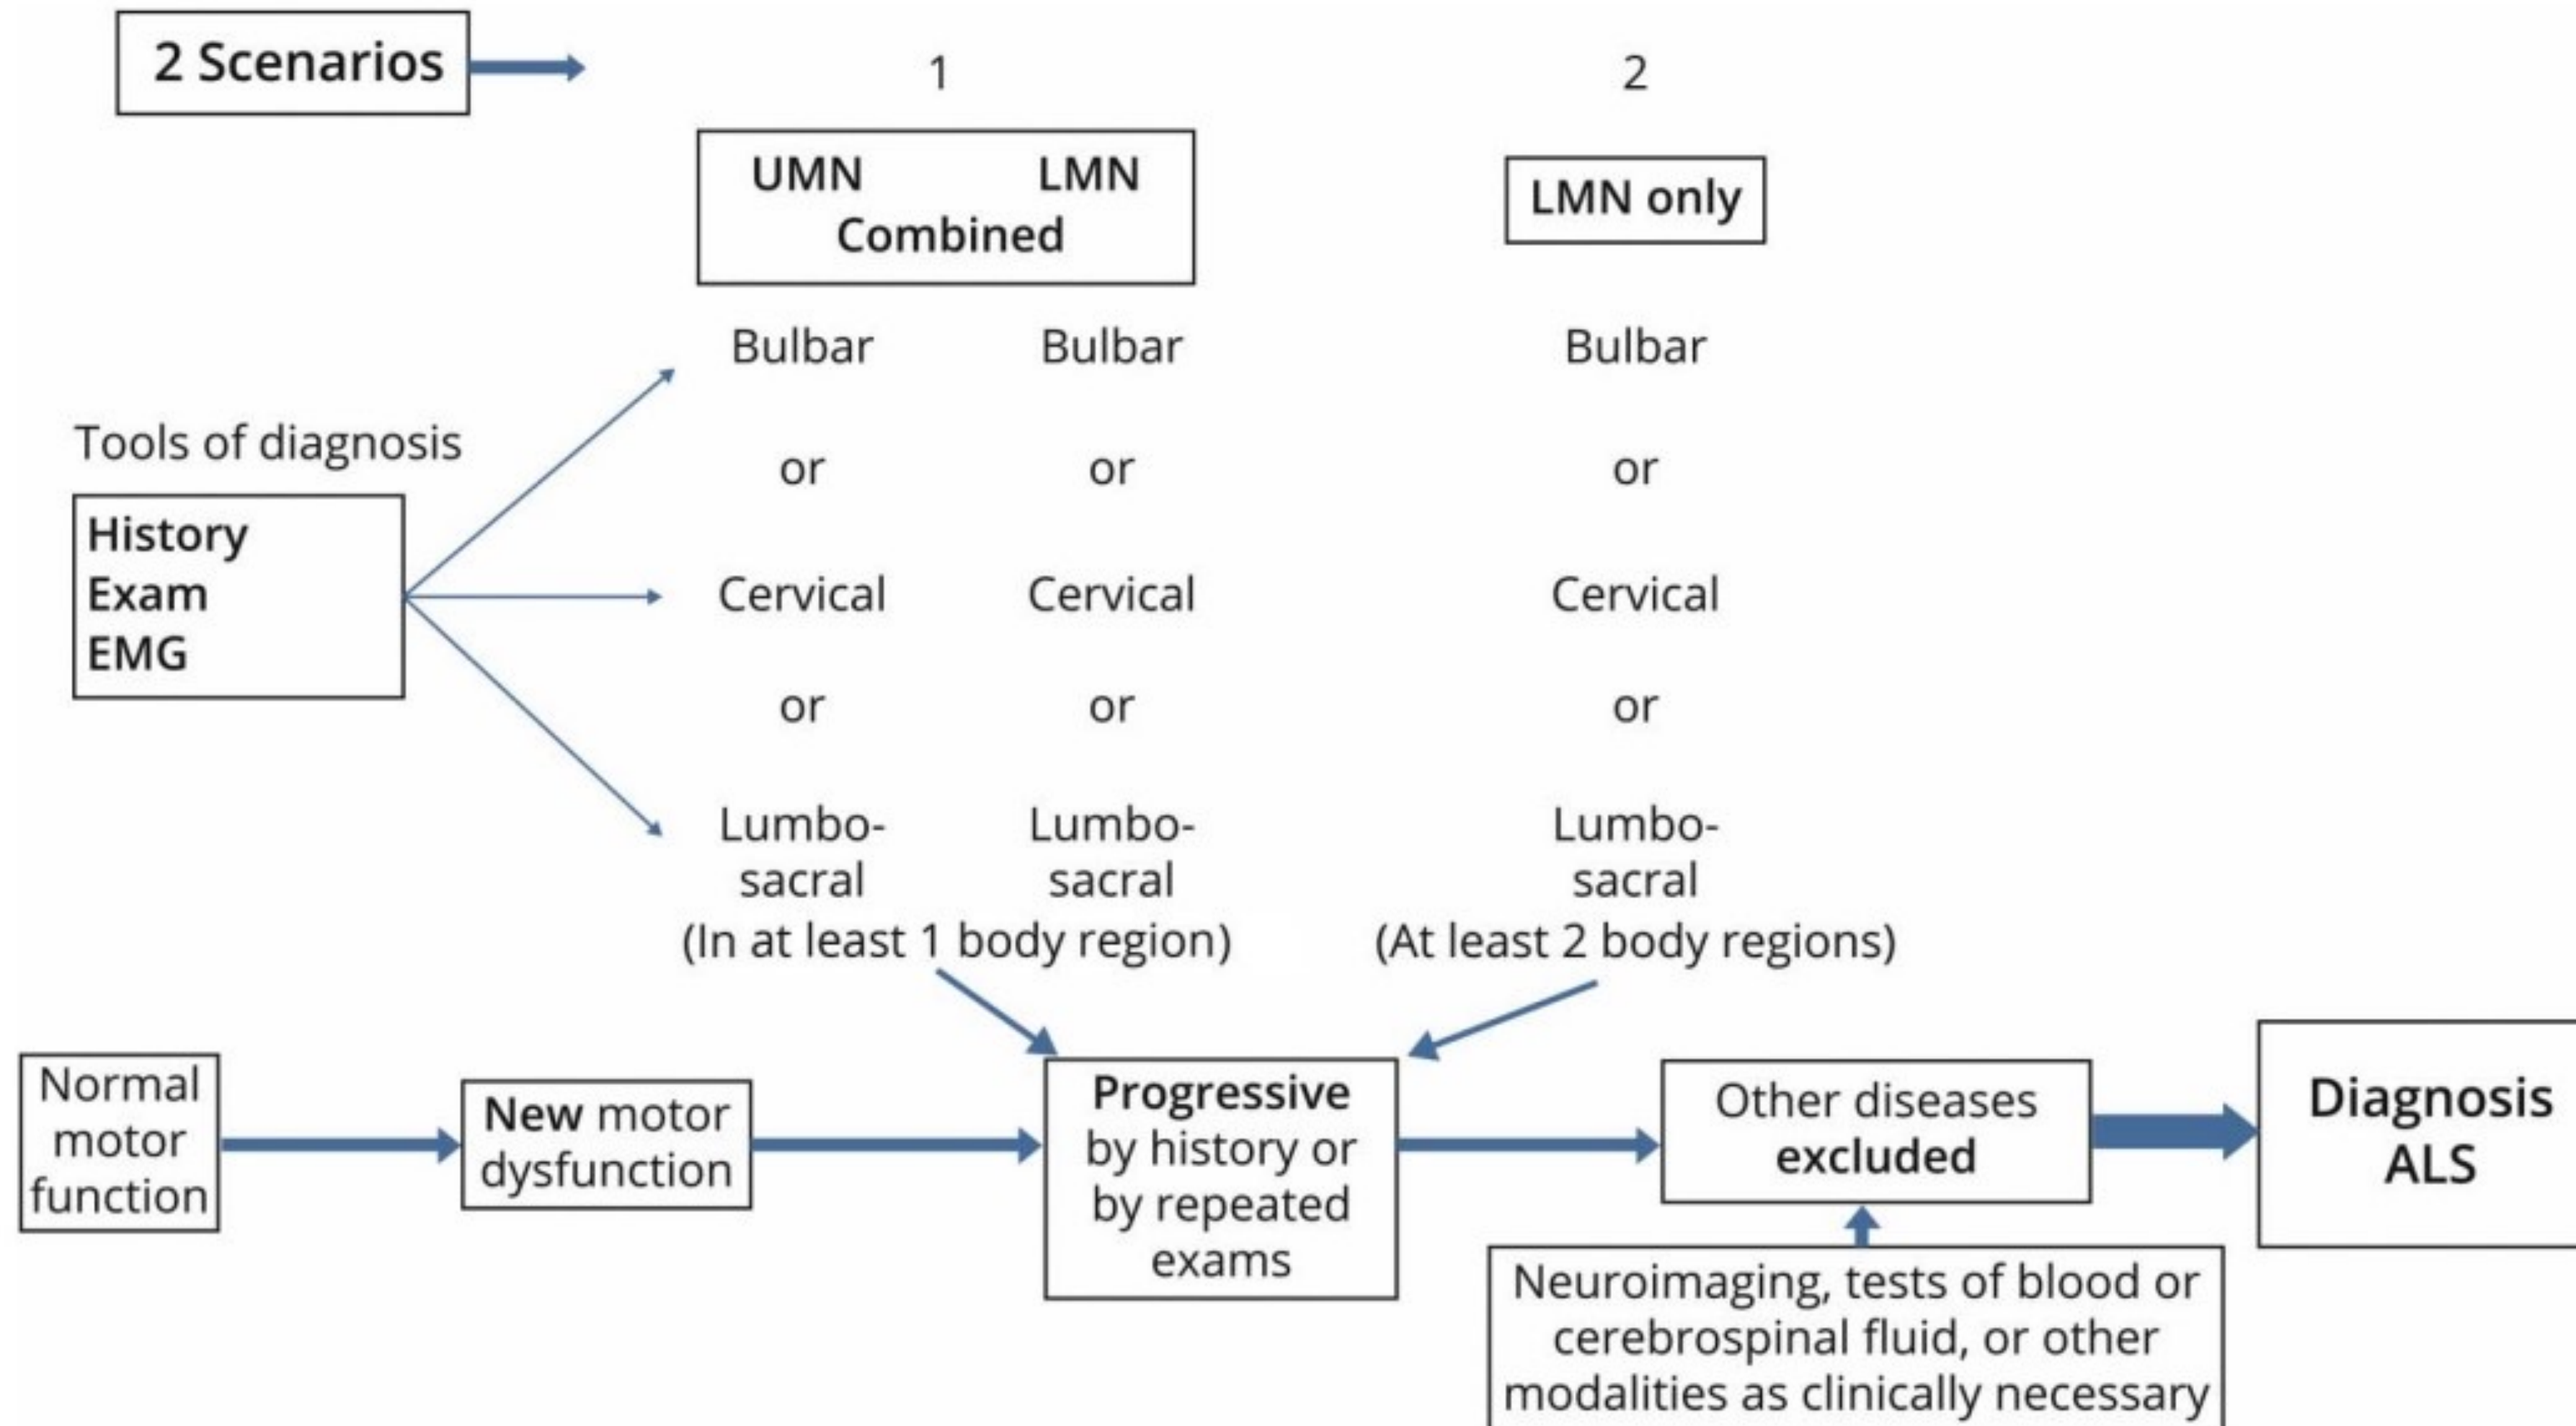 2 Scenarios
1
2
UMN LMN
Combined
LMN only
Bulbar
Bulbar
Bulbar
or
or
or
Tools of diagnosis
History
Exam
EMG
Cervical
Cervical
Cervical
or
or
or
Lumbo-
sacral
Lumbo-
sacral
Lumbo-
sacral
(In at least 1 body region)
(At least 2 body regions)
Normal
motor
function
New motor
dysfunction
Progressive
by history or
by repeated
exams
Other diseases
excluded
Diagnosis
ALS
Neuroimaging, tests of blood or
cerebrospinal fluid, or other
modalities as clinically necessary